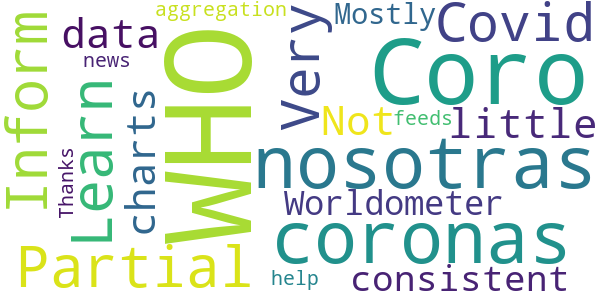 aggregation
Mostly
Covid
data
news
Inform
Very
Coro
WHO
Learn
charts
Not
feeds
little
Thanks
nosotras
Worldometer
coronas
Partial
help
consistent